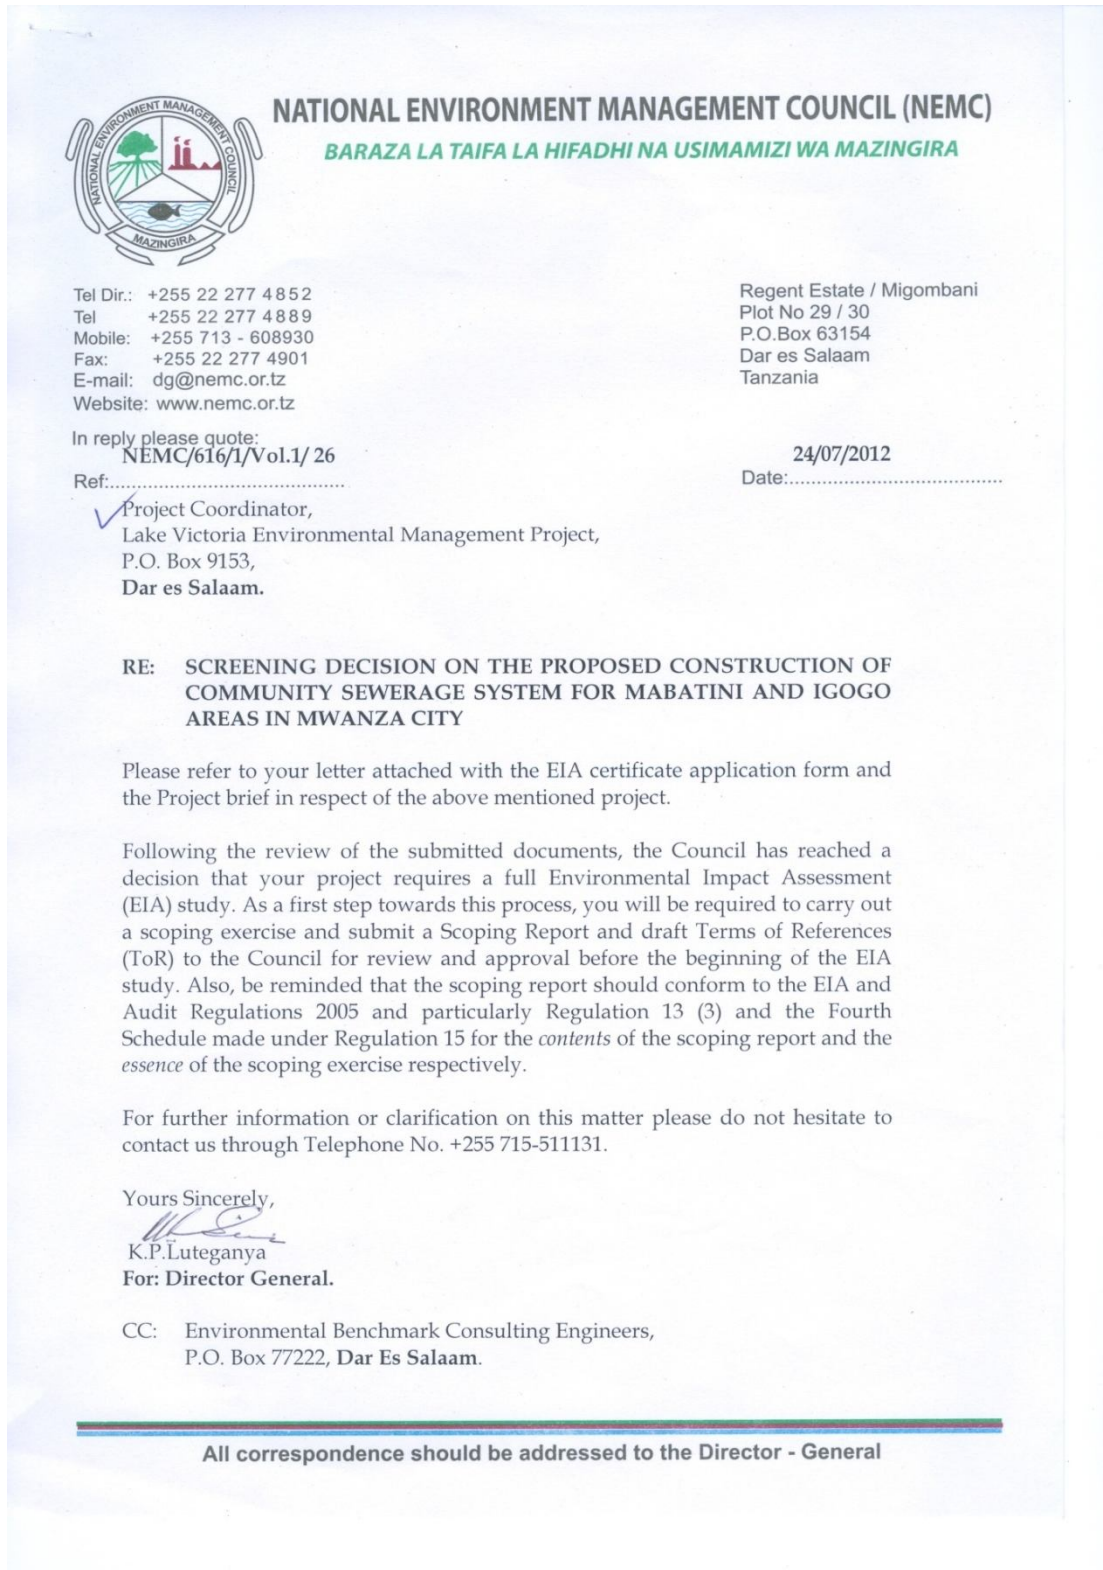 NATIONAL ENVIRONMENT MANAGEMENT COUNCIL
MAZINGIRA
NATIONAL ENVIRONMENT MANAGEMENT COUNCIL (NEMC)
BARAZA LA TAIFA LA HIFADHI NA USIMAMIZI WA MAZINGIRA
Tel Dir.: +255 22 277 4852
Tel +255 22 277 4889
Mobile: +255 713 - 608930
Fax: +255 22 277 4901
E-mail: dg@nemc.or.tz
Website: www.nemc.or.tz
Regent Estate / Migombani
Plot No 29 / 30
P.O.Box 63154
Dar es Salaam
Tanzania
In reply please quote:
NEMC/616/1/Vol.1/ 26
Ref:..........................................
24/07/2012
Date:......................................
Project Coordinator,
Lake Victoria Environmental Management Project,
P.O. Box 9153,
Dar es Salaam.
RE: SCREENING DECISION ON THE PROPOSED CONSTRUCTION OF
COMMUNITY SEWERAGE SYSTEM FOR MABATINI AND IGOGO
AREAS IN MWANZA CITY
Please refer to your letter attached with the EIA certificate application form and
the Project brief in respect of the above mentioned project.
Following the review of the submitted documents, the Council has reached a
decision that your project requires a full Environmental Impact Assessment
(EIA) study. As a first step towards this process, you will be required to carry out
a scoping exercise and submit a Scoping Report and draft Terms of References
(ToR) to the Council for review and approval before the beginning of the EIA
study. Also, be reminded that the scoping report should conform to the EIA and
Audit Regulations 2005 and particularly Regulation 13 (3) and the Fourth
Schedule made under Regulation 15 for the contents of the scoping report and the
essence of the scoping exercise respectively.
For further information or clarification on this matter please do not hesitate to
contact us through Telephone No. +255 715-511131.
Yours Sincerely,
K.P.Luteganya
For: Director General.
CC: Environmental Benchmark Consulting Engineers,
P.O. Box 77222, Dar Es Salaam.
All correspondence should be addressed to the Director - General